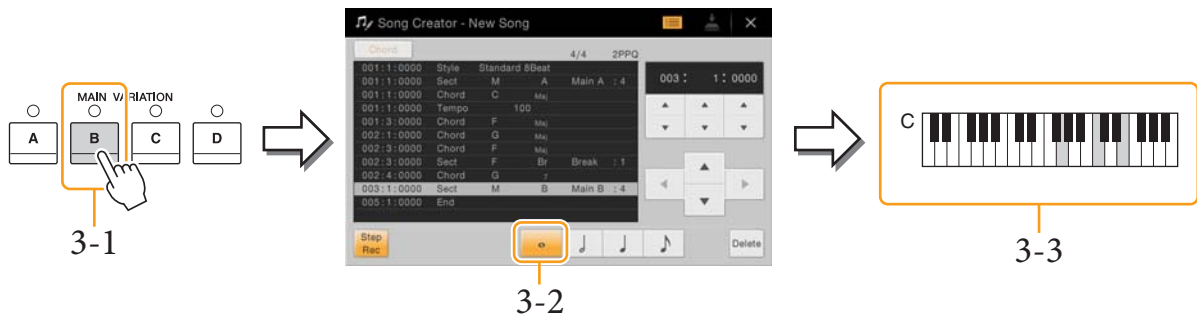 MAIN VARIATION
A B C D
3-1
Song Creator - New Song
Chord 4/4 2PPQ
001:1:0000 Style Standard 8Beat
001:1:0000 Sect M A Main A : 4
001:1:0000 Chord C Maj
001:1:0000 Tempo 100
001:3:0000 Chord F Maj
002:1:0000 Chord G Maj
002:3:0000 Chord F Maj
002:3:0000 Sect F Br Break : 1
002:4:0000 Chord G 7
003:1:0000 Sect M B Main B : 4
005:1:0000 End
003 : 1 : 0000
Step
Rec
Delete
3-2
C
3-3